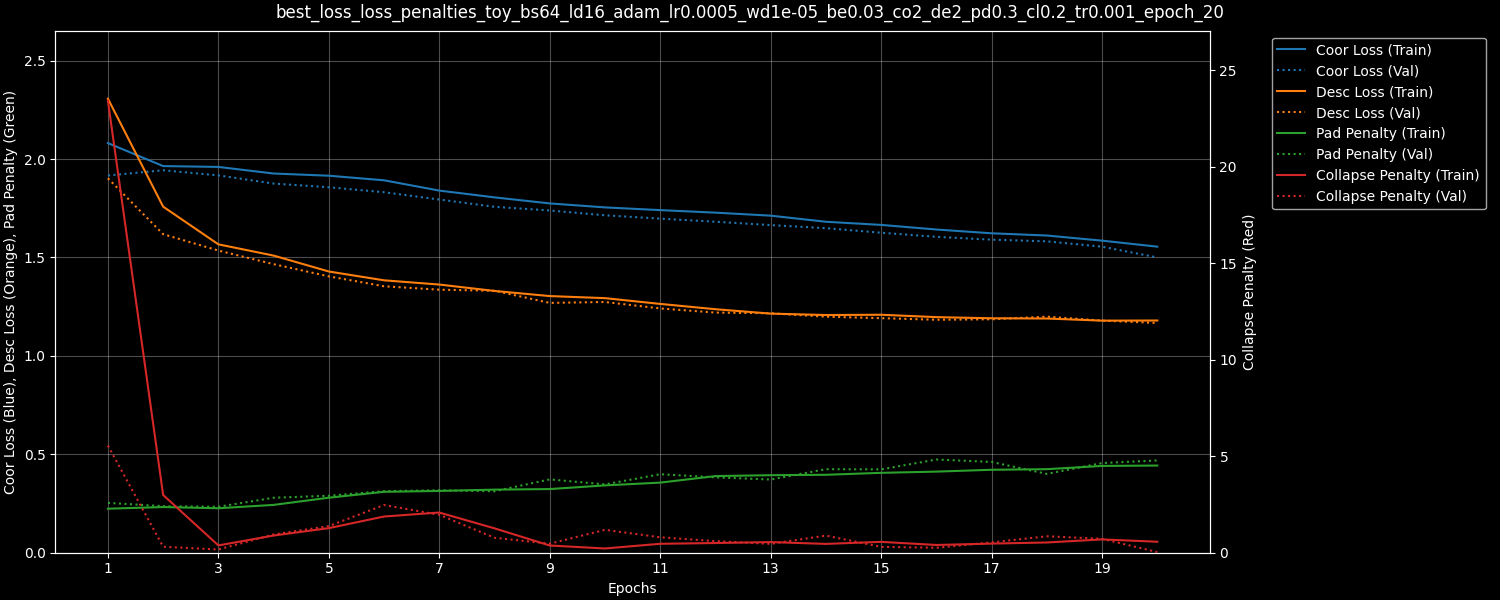 best_loss_loss_penalties_toy_bs64_ld16_adam_lr0.0005_wd1e-05_be0.03_co2_de2_pd0.3_cl0.2_tr0.001_epoch_20
Coor Loss (Blue), Desc Loss (Orange), Pad Penalty (Green)
2.5
2.0
1.5
1.0
0.5
0.0
1 3 5 7 9 11 13 15 17 19
Epochs
25
20
15
10
5
0
Collapse Penalty (Red)
Coor Loss (Train)
Coor Loss (Val)
Desc Loss (Train)
Desc Loss (Val)
Pad Penalty (Train)
Pad Penalty (Val)
Collapse Penalty (Train)
Collapse Penalty (Val)